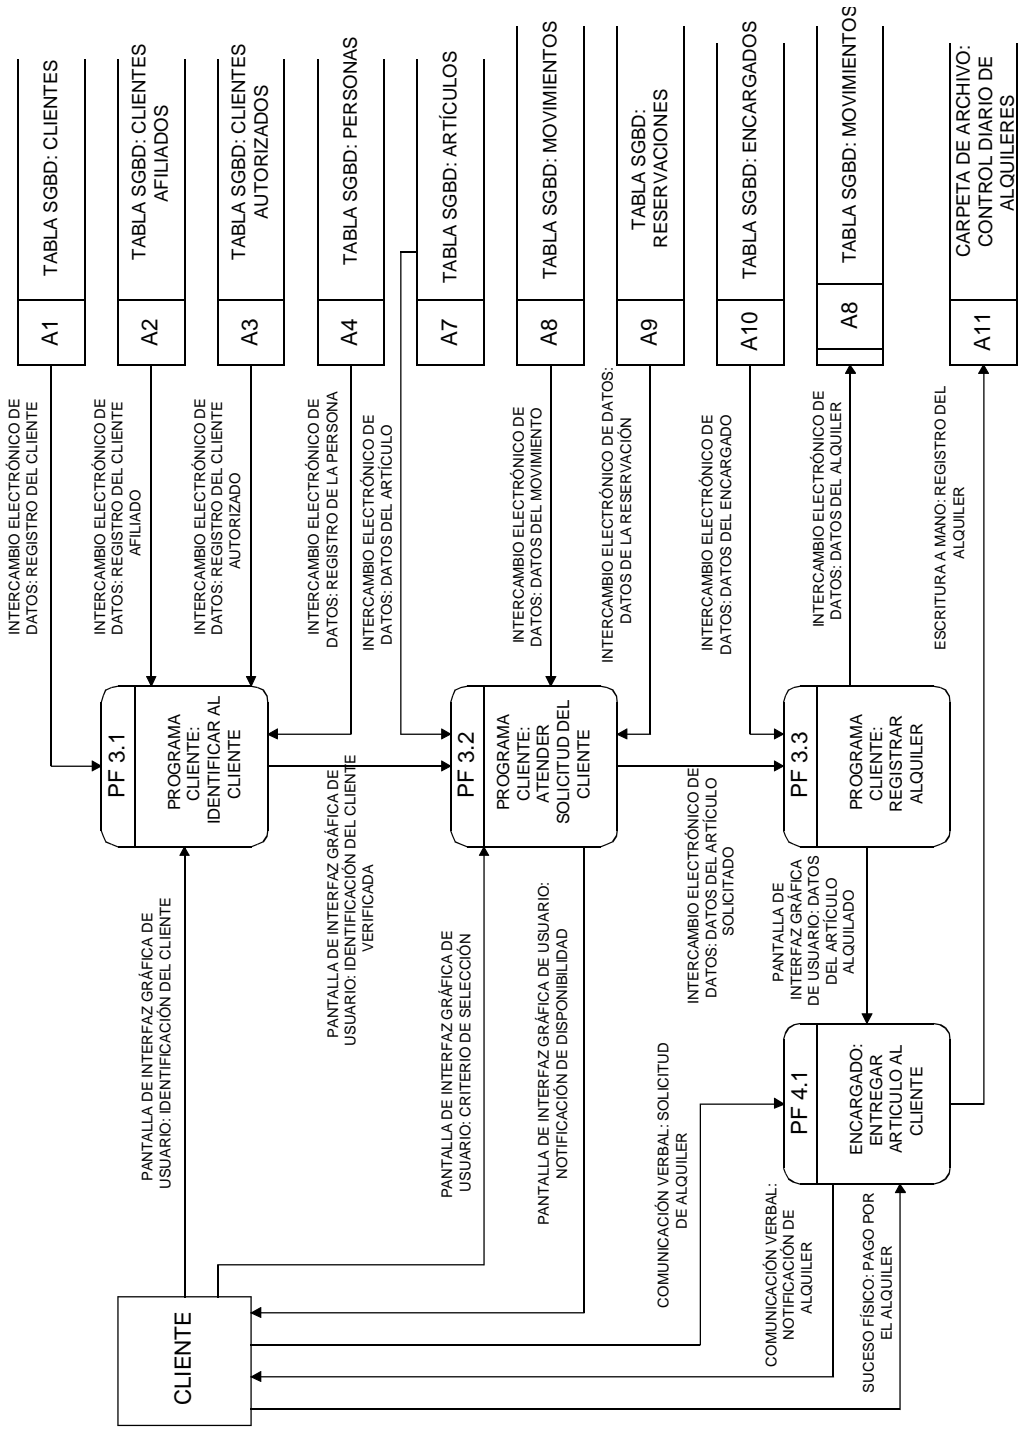 CLIENTE
PANTALLA DE INTERFAZ GRÁFICA DE
USUARIO: IDENTIFICACIÓN DEL CLIENTE
PF 3.1
PROGRAMA
CLIENTE:
IDENTIFICAR AL
CLIENTE
INTERCAMBIO ELECTRÓNICO DE
DATOS: REGISTRO DEL CLIENTE
A1
TABLA SGBD: CLIENTES
INTERCAMBIO ELECTRÓNICO DE
DATOS: REGISTRO DEL CLIENTE
AFILIADO
A2
TABLA SGBD: CLIENTES
AFILIADOS
INTERCAMBIO ELECTRÓNICO DE
DATOS: REGISTRO DEL CLIENTE
AUTORIZADO
A3
TABLA SGBD: CLIENTES
AUTORIZADOS
INTERCAMBIO ELECTRÓNICO DE
DATOS: REGISTRO DE LA PERSONA
A4
TABLA SGBD: PERSONAS
PANTALLA DE INTERFAZ GRÁFICA DE
USUARIO: IDENTIFICACIÓN DEL CLIENTE
VERIFICADA
INTERCAMBIO ELECTRÓNICO DE
DATOS: DATOS DEL ARTÍCULO
A7
TABLA SGBD: ARTÍCULOS
PANTALLA DE INTERFAZ GRÁFICA DE
USUARIO: CRITERIO DE SELECCIÓN
PF 3.2
PROGRAMA
CLIENTE:
ATENDER
SOLICITUD DEL
CLIENTE
INTERCAMBIO ELECTRÓNICO DE
DATOS: DATOS DEL MOVIMIENTO
A8
TABLA SGBD: MOVIMIENTOS
PANTALLA DE INTERFAZ GRÁFICA DE USUARIO:
NOTIFICACIÓN DE DISPONIBILIDAD
INTERCAMBIO ELECTRÓNICO DE DATOS:
DATOS DE LA RESERVACIÓN
A9
TABLA SGBD:
RESERVACIONES
COMUNICACIÓN VERBAL: SOLICITUD
DE ALQUILER
INTERCAMBIO ELECTRÓNICO DE
DATOS: DATOS DEL ARTÍCULO
SOLICITADO
INTERCAMBIO ELECTRÓNICO DE
DATOS: DATOS DEL ENCARGADO
A10
TABLA SGBD: ENCARGADOS
PF 3.3
PROGRAMA
CLIENTE:
REGISTRAR
ALQUILER
INTERCAMBIO ELECTRÓNICO DE
DATOS: DATOS DEL ALQUILER
A8
TABLA SGBD: MOVIMIENTOS
PANTALLA DE
INTERFAZ GRÁFICA
DE USUARIO: DATOS
DEL ARTÍCULO
ALQUILADO
COMUNICACIÓN VERBAL:
NOTIFICACIÓN DE
ALQUILER
PF 4.1
ENCARGADO:
ENTREGAR
ARTICULO AL
CLIENTE
SUCESO FÍSICO: PAGO POR
EL ALQUILER
ESCRITURA A MANO: REGISTRO DEL
ALQUILER
A11
CARPETA DE ARCHIVO:
CONTROL DIARIO DE
ALQUILERES